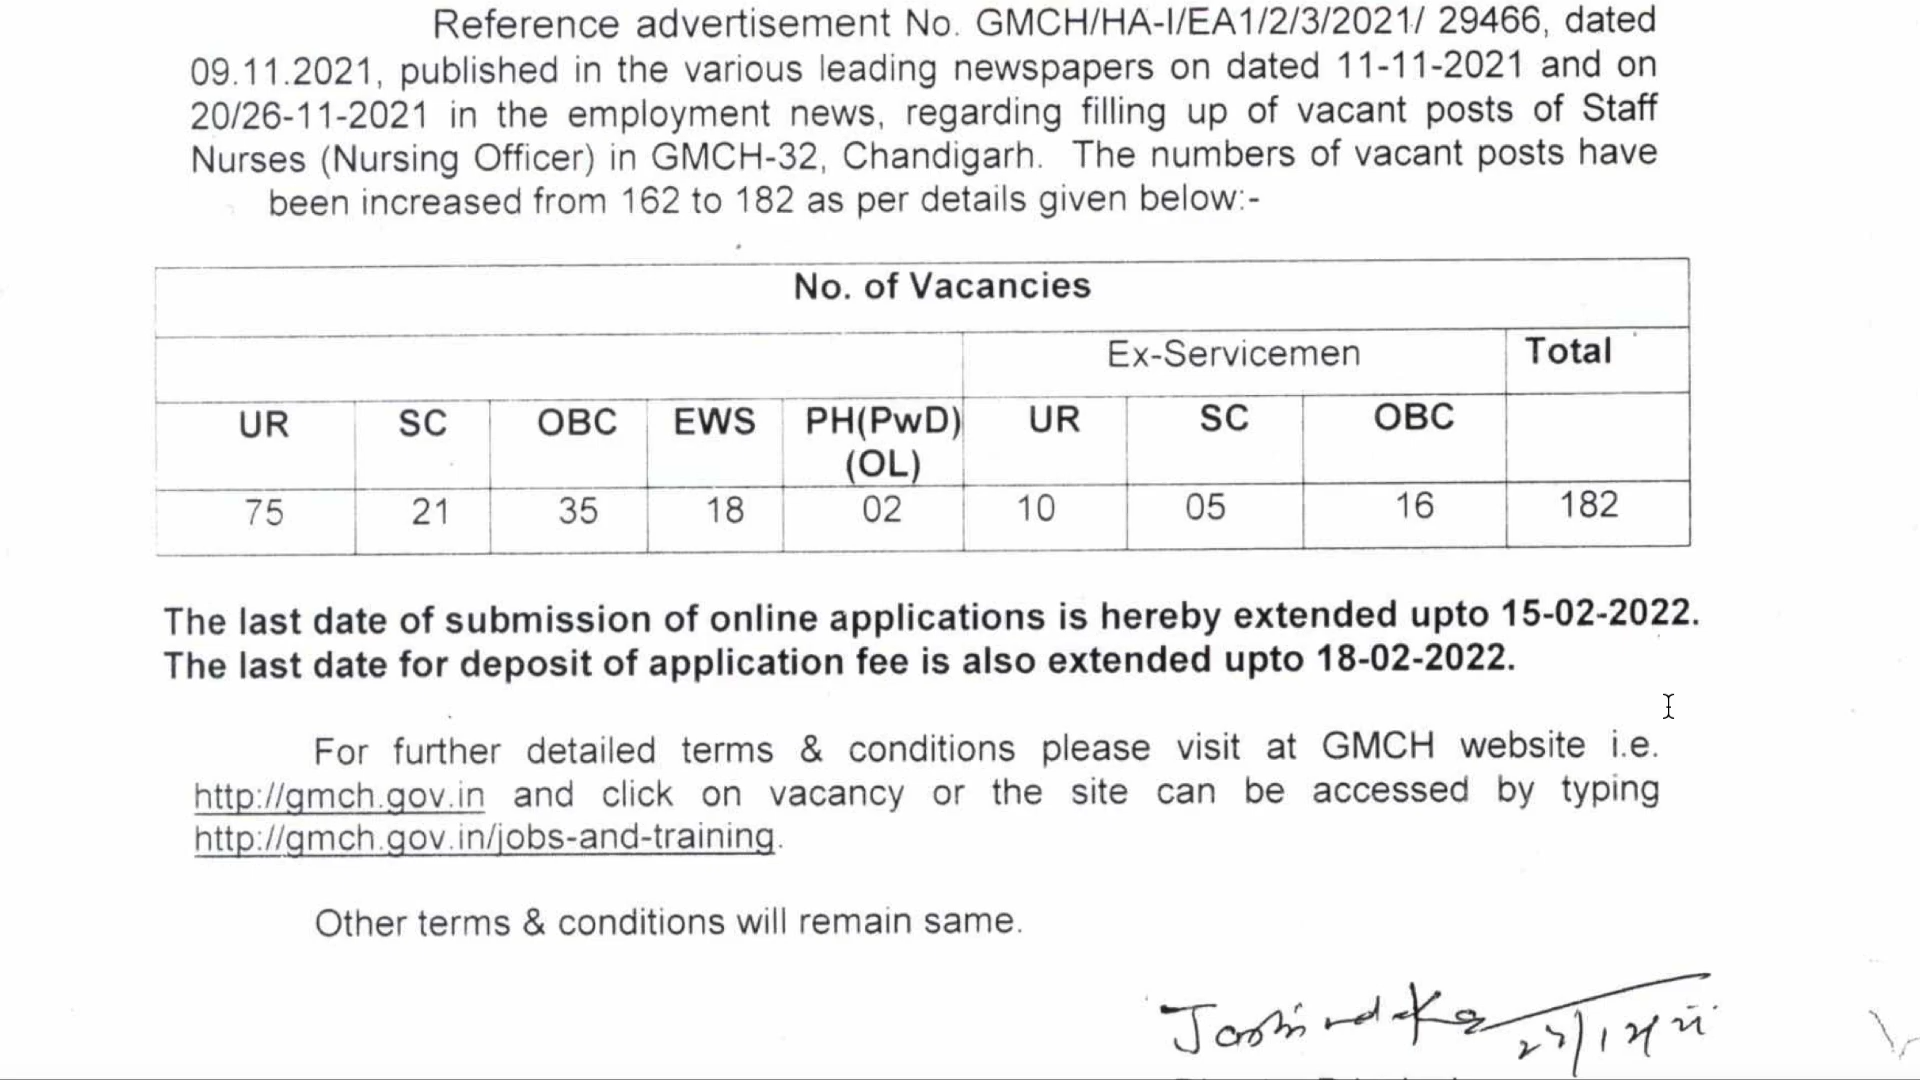 Reference advertisement No. GMCH/HA-I/EA1/2/3/2021/ 29466, dated
09.11.2021, published in the various leading newspapers on dated 11-11-2021 and on
20/26-11-2021 in the employment news, regarding filling up of vacant posts of Staff
Nurses (Nursing Officer) in GMCH-32, Chandigarh. The numbers of vacant posts have
been increased from 162 to 182 as per details given below:-
No. of Vacancies
Ex-Servicemen Total
UR SC OBC EWS PH(PwD) UR SC OBC
(OL)
75 21 35 18 02 10 05 16 182
The last date of submission of online applications is hereby extended upto 15-02-2022.
The last date for deposit of application fee is also extended upto 18-02-2022.
For further detailed terms & conditions please visit at GMCH website i.e.
http://gmch.gov.in and click on vacancy or the site can be accessed by typing
http://gmch.gov.in/jobs-and-training.
Other terms & conditions will remain same.